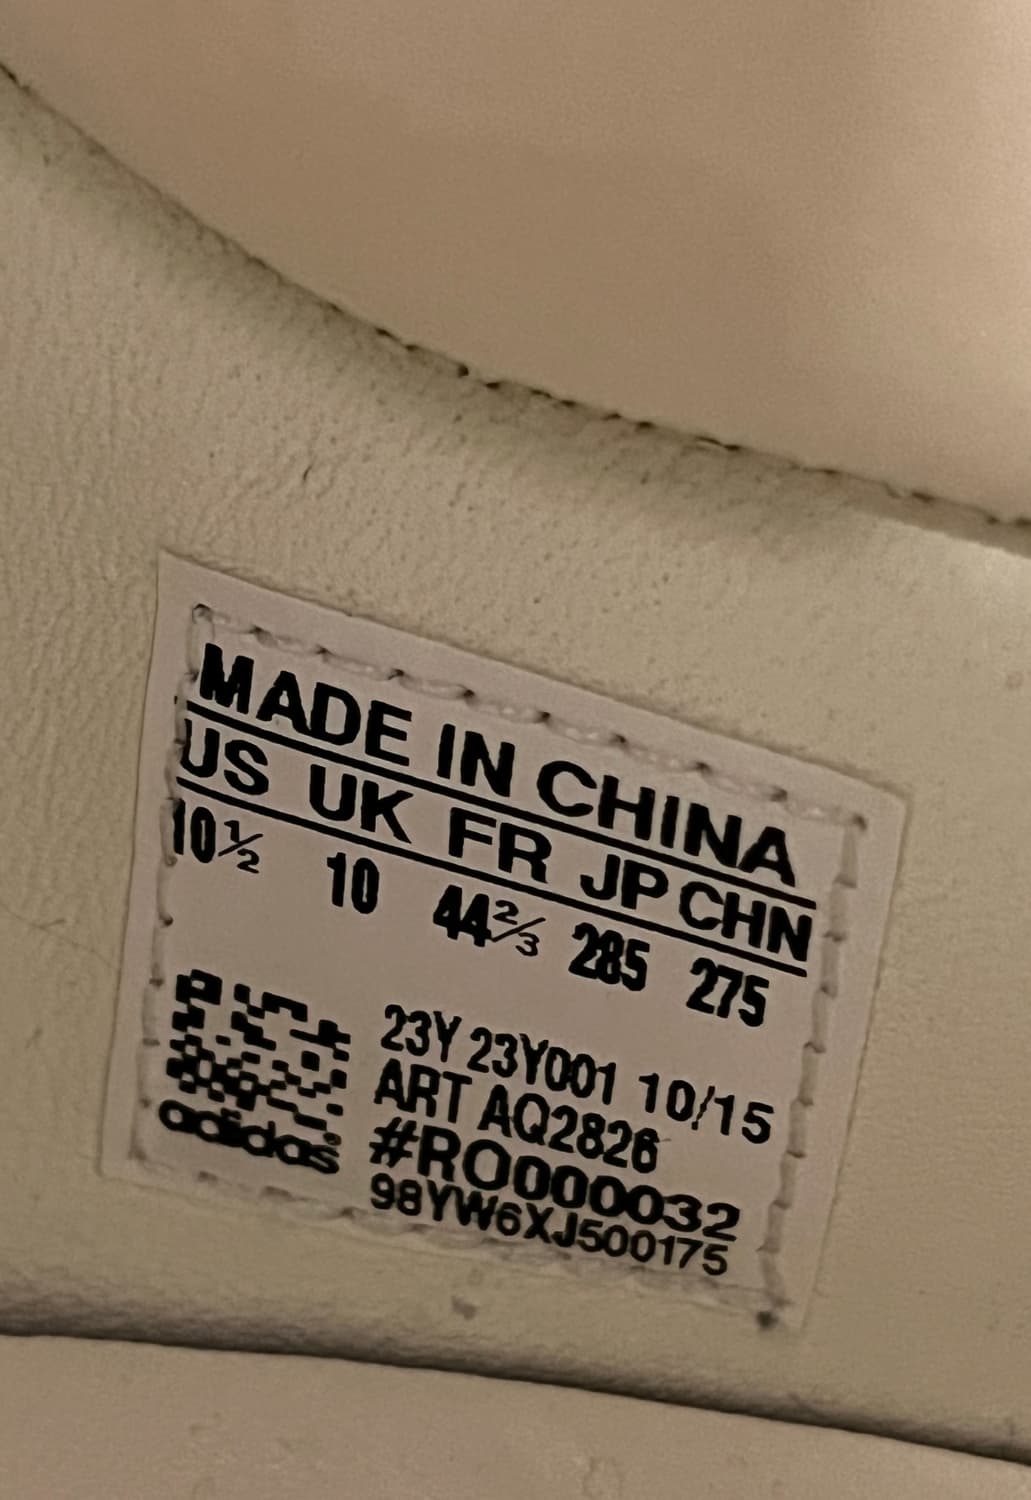 MADE IN CHINA
US UK FR JP CHN
10½ 10 44⅔ 285 275
23Y 23Y001 10/15
ART AQ2826
#RO000032
98YW6XJ500175
adidas